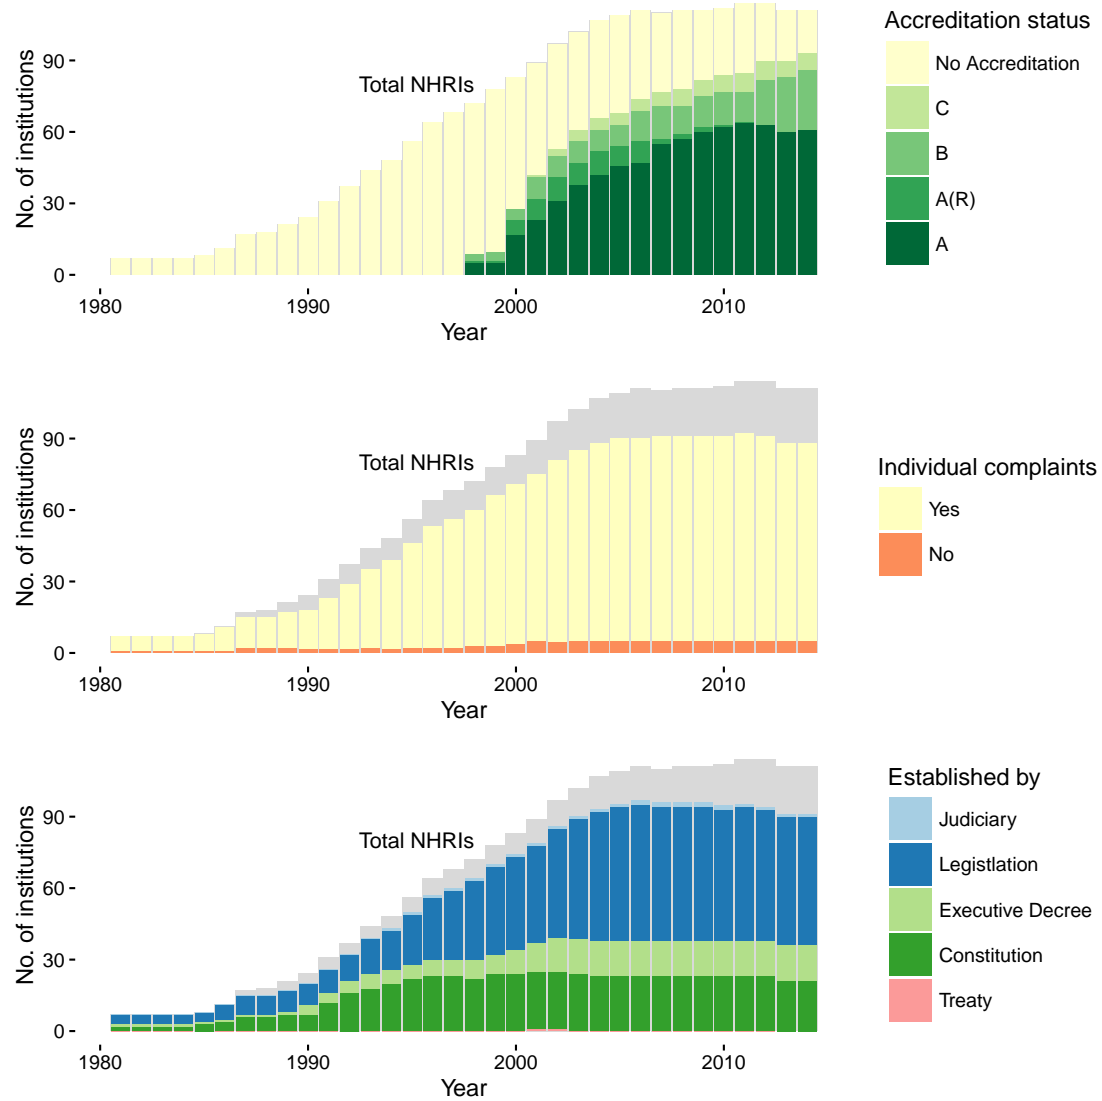 Accreditation status
No Accreditation
C
B
A(R)
A
Total NHRIs
No. of institutions
90
60
30
0
1980
1990
2000
2010
Year
Individual complaints
Yes
No
Total NHRIs
No. of institutions
90
60
30
0
1980
1990
2000
2010
Year
Established by
Judiciary
Legistlation
Executive Decree
Constitution
Treaty
Total NHRIs
No. of institutions
90
60
30
0
1980
1990
2000
2010
Year